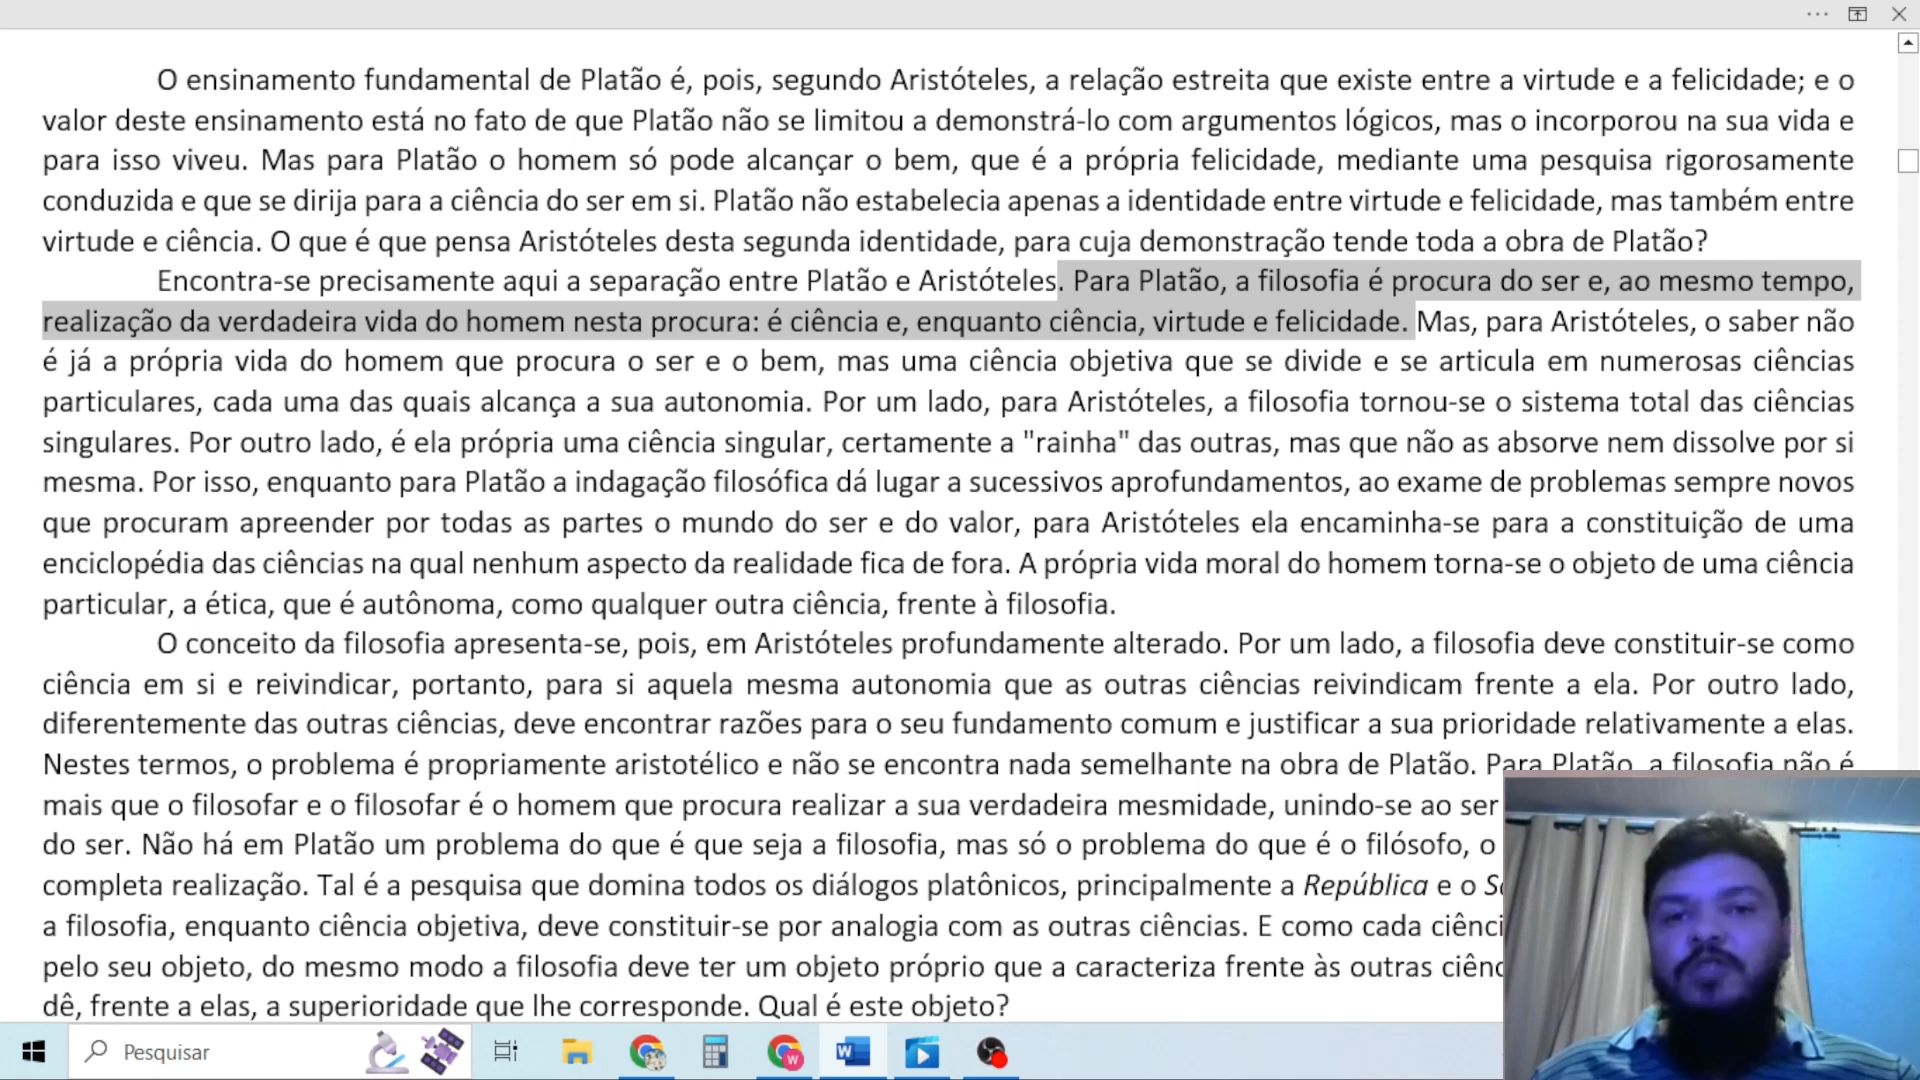 O ensinamento fundamental de Platão é, pois, segundo Aristóteles, a relação estreita que existe entre a virtude e a felicidade; e o
valor deste ensinamento está no fato de que Platão não se limitou a demonstrá-lo com argumentos lógicos, mas o incorporou na sua vida e
para isso viveu. Mas para Platão o homem só pode alcançar o bem, que é a própria felicidade, mediante uma pesquisa rigorosamente
conduzida e que se dirija para a ciência do ser em si. Platão não estabelecia apenas a identidade entre virtude e felicidade, mas também entre
virtude e ciência. O que é que pensa Aristóteles desta segunda identidade, para cuja demonstração tende toda a obra de Platão?
Encontra-se precisamente aqui a separação entre Platão e Aristóteles. Para Platão, a filosofia é procura do ser e, ao mesmo tempo,
realização da verdadeira vida do homem nesta procura: é ciência e, enquanto ciência, virtude e felicidade. Mas, para Aristóteles, o saber não
é já a própria vida do homem que procura o ser e o bem, mas uma ciência objetiva que se divide e se articula em numerosas ciências
particulares, cada uma das quais alcança a sua autonomia. Por um lado, para Aristóteles, a filosofia tornou-se o sistema total das ciências
singulares. Por outro lado, é ela própria uma ciência singular, certamente a "rainha" das outras, mas que não as absorve nem dissolve por si
mesma. Por isso, enquanto para Platão a indagação filosófica dá lugar a sucessivos aprofundamentos, ao exame de problemas sempre novos
que procuram apreender por todas as partes o mundo do ser e do valor, para Aristóteles ela encaminha-se para a constituição de uma
enciclopédia das ciências na qual nenhum aspecto da realidade fica de fora. A própria vida moral do homem torna-se o objeto de uma ciência
particular, a ética, que é autônoma, como qualquer outra ciência, frente à filosofia.
O conceito da filosofia apresenta-se, pois, em Aristóteles profundamente alterado. Por um lado, a filosofia deve constituir-se como
ciência em si e reivindicar, portanto, para si aquela mesma autonomia que as outras ciências reivindicam frente a ela. Por outro lado,
diferentemente das outras ciências, deve encontrar razões para o seu fundamento comum e justificar a sua prioridade relativamente a elas.
Nestes termos, o problema é propriamente aristotélico e não se encontra nada semelhante na obra de Platão. Para Platão, a filosofia não é
mais que o filosofar e o filosofar é o homem que procura realizar a sua verdadeira mesmidade, unindo-se ao ser
do ser. Não há em Platão um problema do que é que seja a filosofia, mas só o problema do que é o filósofo, o
completa realização. Tal é a pesquisa que domina todos os diálogos platônicos, principalmente a República e o
a filosofia, enquanto ciência objetiva, deve constituir-se por analogia com as outras ciências. E como cada
pelo seu objeto, do mesmo modo a filosofia deve ter um objeto próprio que a caracteriza frente às outras
dê, frente a elas, a superioridade que lhe corresponde. Qual é este objeto?
Pesquisar